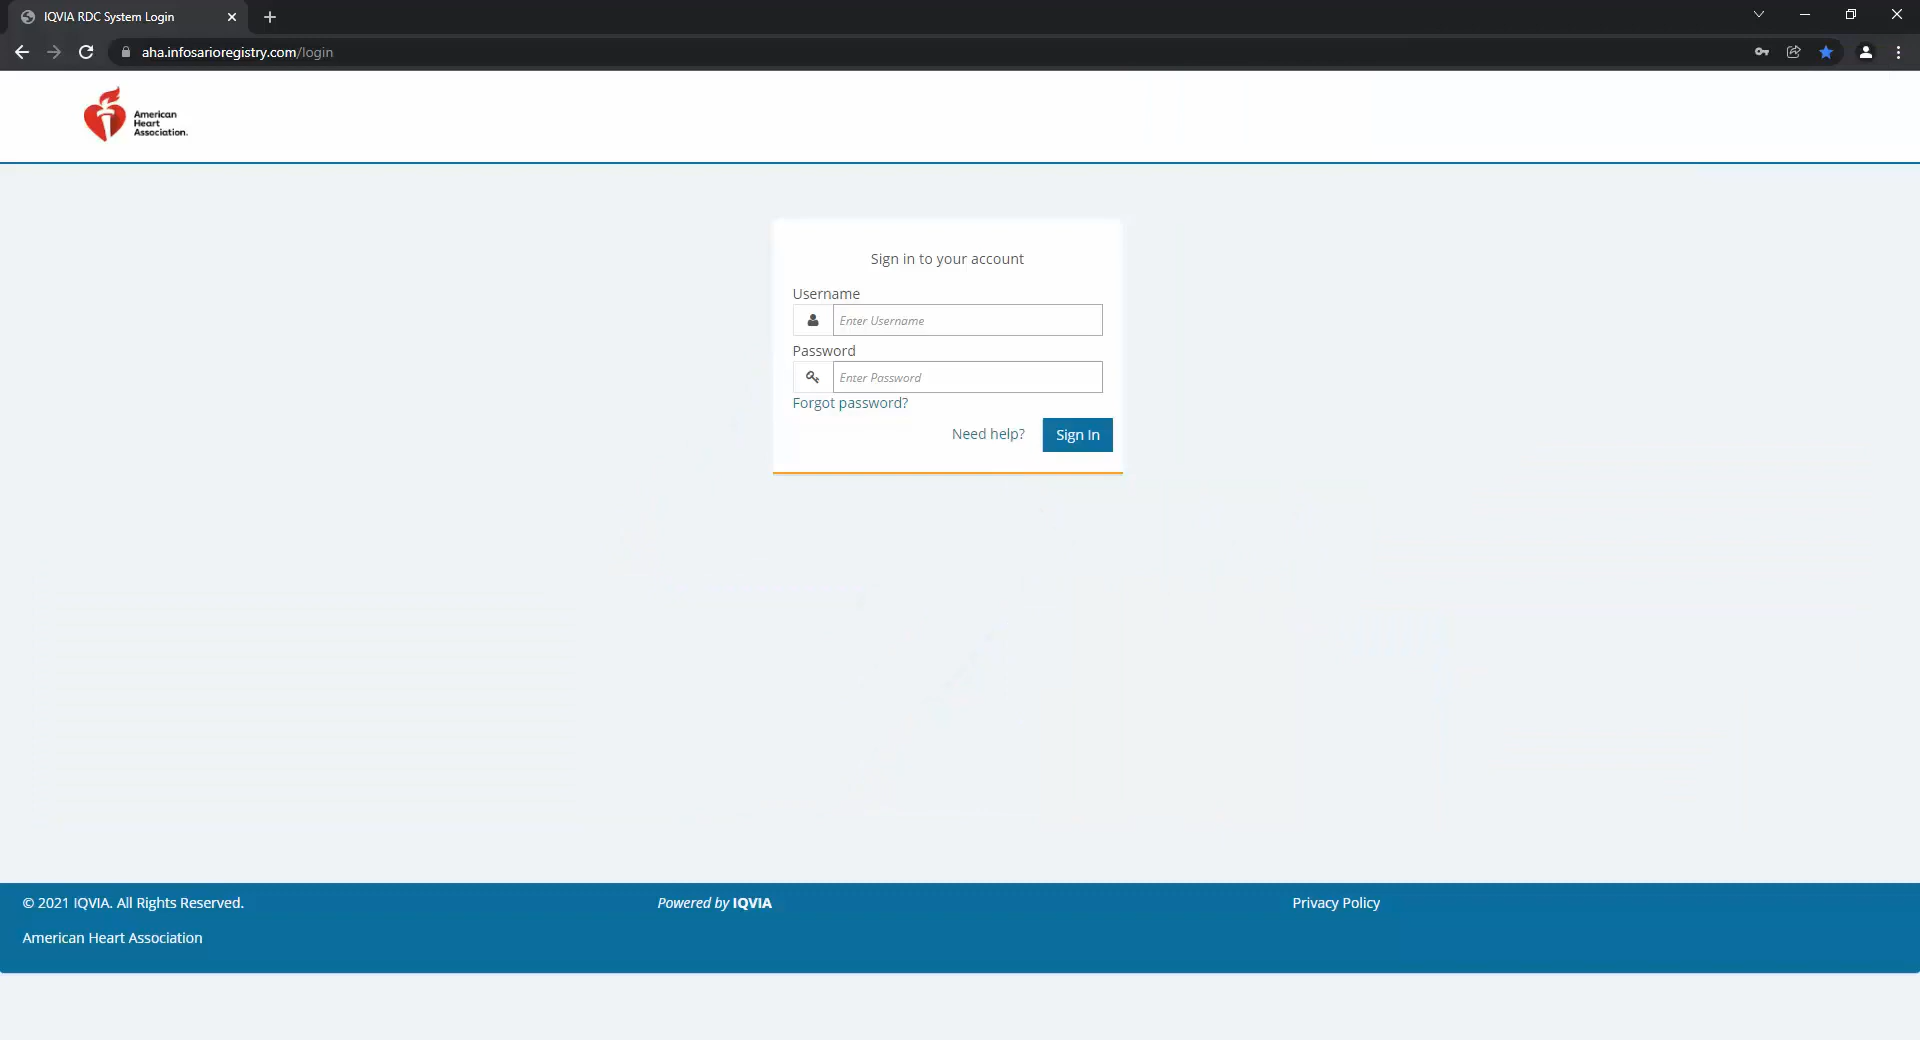 IQVIA RDC System Login
aha.infosarioregistry.com/login
American
Heart
Association.
Sign in to your account
Username
Enter Username
Password
Enter Password
Forgot password?
Need help?
Sign In
© 2021 IQVIA. All Rights Reserved.
Powered by IQVIA
Privacy Policy
American Heart Association